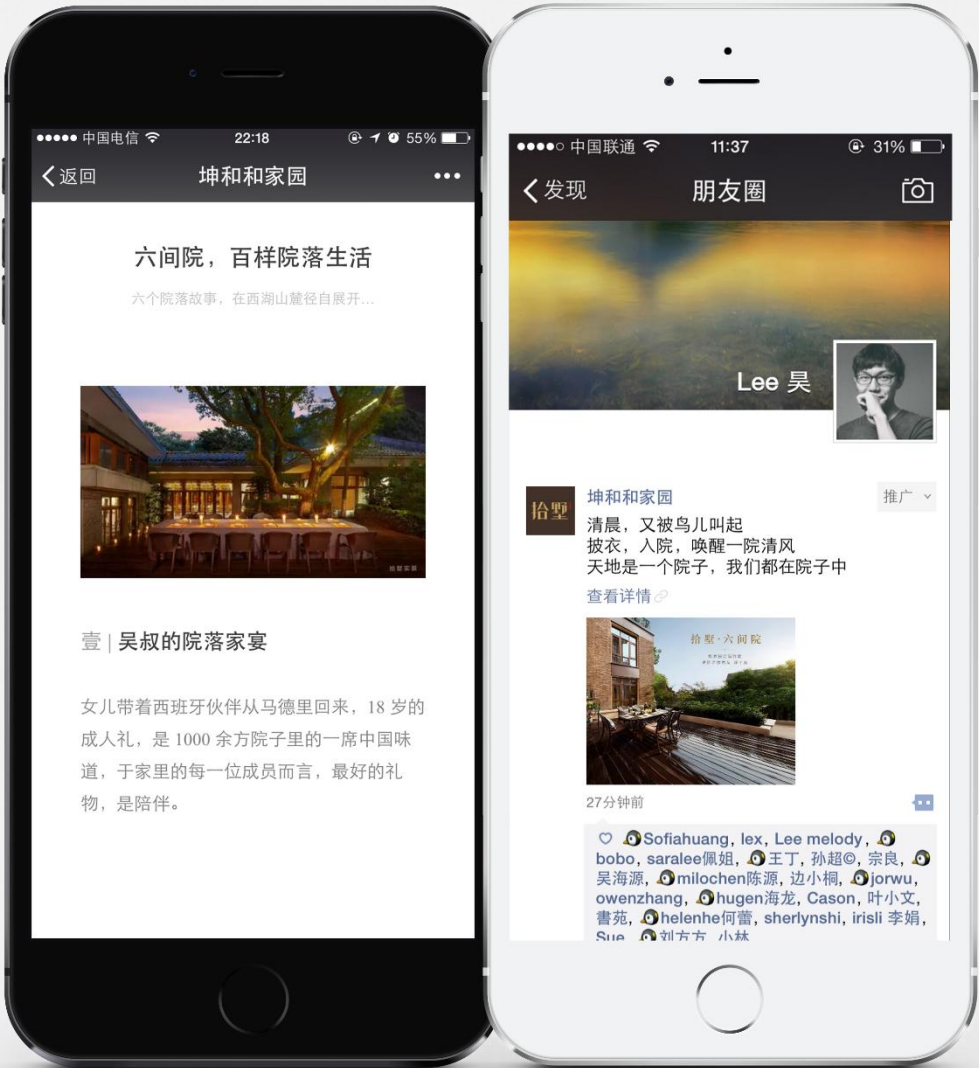 中国电信 22:18 55%
返回 坤和和家园
六间院，百样院落生活
六个院落故事，在西湖山麓径自展开...
拾墅实景
壹 | 吴叔的院落家宴
女儿带着西班牙伙伴从马德里回来，18 岁的
成人礼，是 1000 余方院子里的一席中国味
道，于家里的每一位成员而言，最好的礼
物，是陪伴。
中国联通 11:37 31%
发现 朋友圈
Lee 昊
拾墅
坤和和家园 推广
清晨，又被鸟儿叫起
披衣，入院，唤醒一院清风
天地是一个院子，我们都在院子中
查看详情
拾墅·六间院
27分钟前
Sofiahuang, lex, Lee melody,
bobo, saralee佩姐, 王丁, 孙超©, 宗良,
吴海源, milochen陈源, 边小桐, jorwu,
owenzhang, hugen海龙, Cason, 叶小文,
書苑, helenhe何蕾, sherlynshi, irisli 李娟,
Sue, 刘方方, 小林